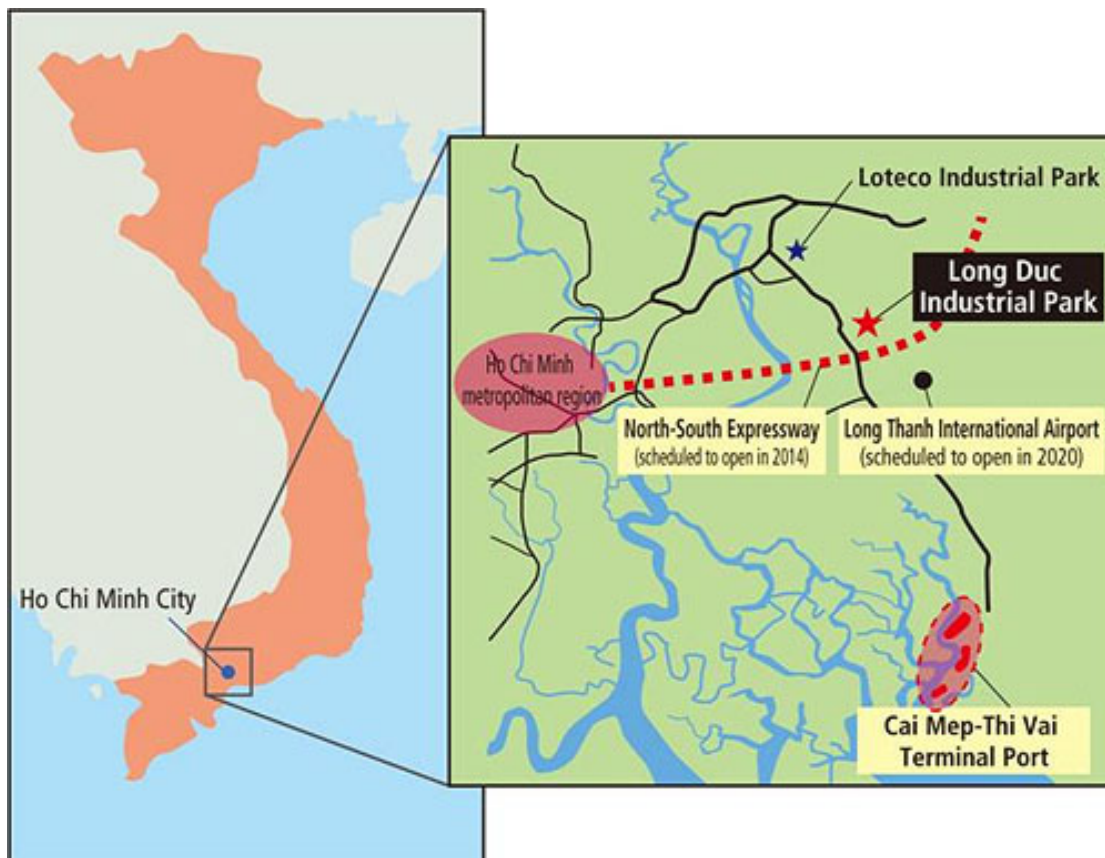 Ho Chi Minh City
Loteco Industrial Park
Long Duc
Industrial Park
Ho Chi Minh
metropolitan region
North-South Expressway
(scheduled to open in 2014)
Long Thanh International Airport
(scheduled to open in 2020)
Cai Mep-Thi Vai
Terminal Port